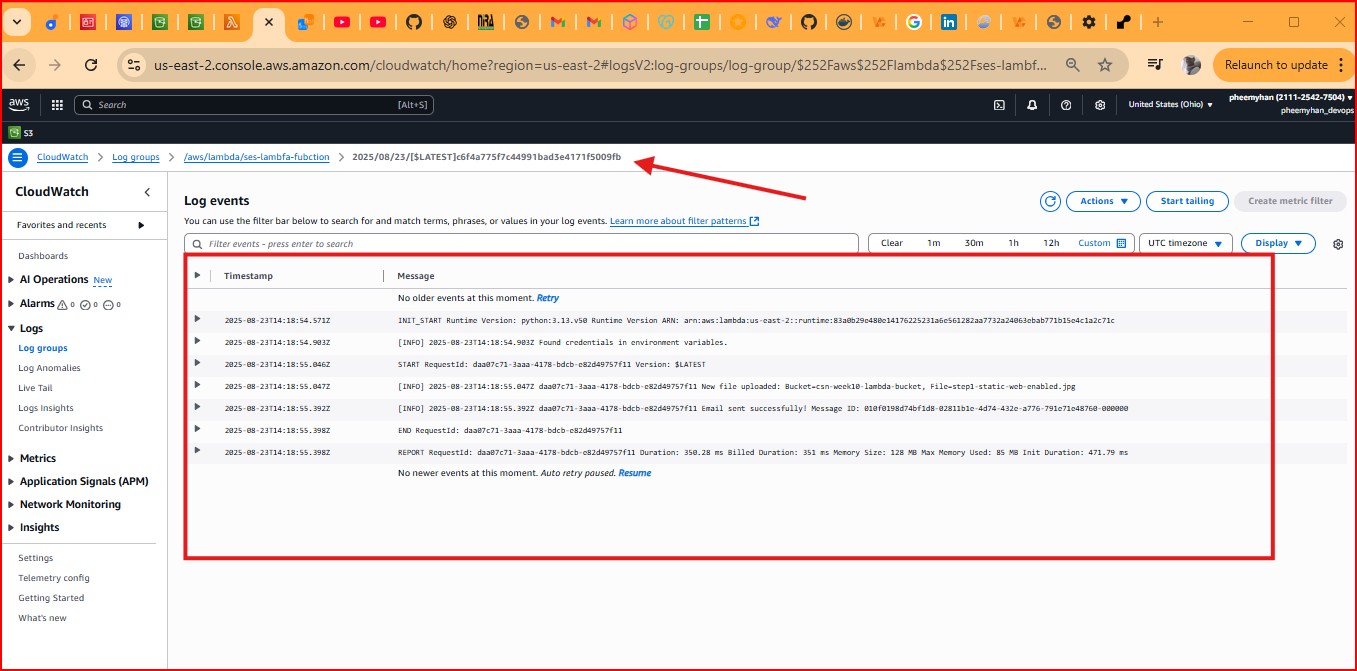 us-east-2.console.aws.amazon.com/cloudwatch/home?region=us-east-2#logsV2:log-groups/log-group/$252Faws$252Flambda$252Fses-lambf...
Relaunch to update
aws
Search
[Alt+S]
United States (Ohio)
pheemyhan (2111-2542-7504)
pheemyhan_devops
S3
CloudWatch
Log groups
/aws/lambda/ses-lambfa-fubction
2025/08/23/[$LATEST]c6f4a775f7c44991bad3e4171f5009fb
CloudWatch
Favorites and recents
Dashboards
AI Operations New
Alarms 0 0 0
Logs
Log groups
Log Anomalies
Live Tail
Logs Insights
Contributor Insights
Metrics
Application Signals (APM)
Network Monitoring
Insights
Settings
Telemetry config
Getting Started
What's new
Log events
You can use the filter bar below to search for and match terms, phrases, or values in your log events. Learn more about filter patterns
Actions
Start tailing
Create metric filter
Filter events - press enter to search
Clear 1m 30m 1h 12h Custom
UTC timezone
Display
Timestamp Message
No older events at this moment. Retry
2025-08-23T14:18:54.571Z INIT_START Runtime Version: python:3.13.v50 Runtime Version ARN: arn:aws:lambda:us-east-2::runtime:83a0b29e480e14176225231a6e561282aa7732a24063ebab771b15e4c1a2c71c
2025-08-23T14:18:54.903Z [INFO] 2025-08-23T14:18:54.903Z Found credentials in environment variables.
2025-08-23T14:18:55.046Z START RequestId: daa07c71-3aaa-4178-bdcb-e82d49757f11 Version: $LATEST
2025-08-23T14:18:55.047Z [INFO] 2025-08-23T14:18:55.047Z daa07c71-3aaa-4178-bdcb-e82d49757f11 New file uploaded: Bucket=csn-week10-lambda-bucket, File=step1-static-web-enabled.jpg
2025-08-23T14:18:55.392Z [INFO] 2025-08-23T14:18:55.392Z daa07c71-3aaa-4178-bdcb-e82d49757f11 Email sent successfully! Message ID: 010f0198d74bf1d8-02811b1e-4d74-432e-a776-791e71e48760-000000
2025-08-23T14:18:55.398Z END RequestId: daa07c71-3aaa-4178-bdcb-e82d49757f11
2025-08-23T14:18:55.398Z REPORT RequestId: daa07c71-3aaa-4178-bdcb-e82d49757f11 Duration: 350.28 ms Billed Duration: 351 ms Memory Size: 128 MB Max Memory Used: 85 MB Init Duration: 471.79 ms
No newer events at this moment. Auto retry paused. Resume